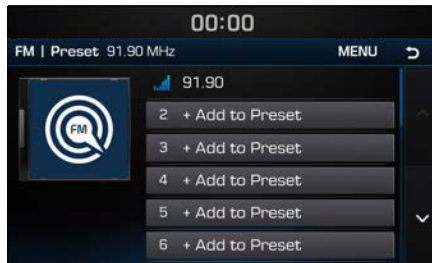 00:00
FM | Preset 91.90 MHz MENU
91.90
FM
2 + Add to Preset
3 + Add to Preset
4 + Add to Preset
5 + Add to Preset
6 + Add to Preset